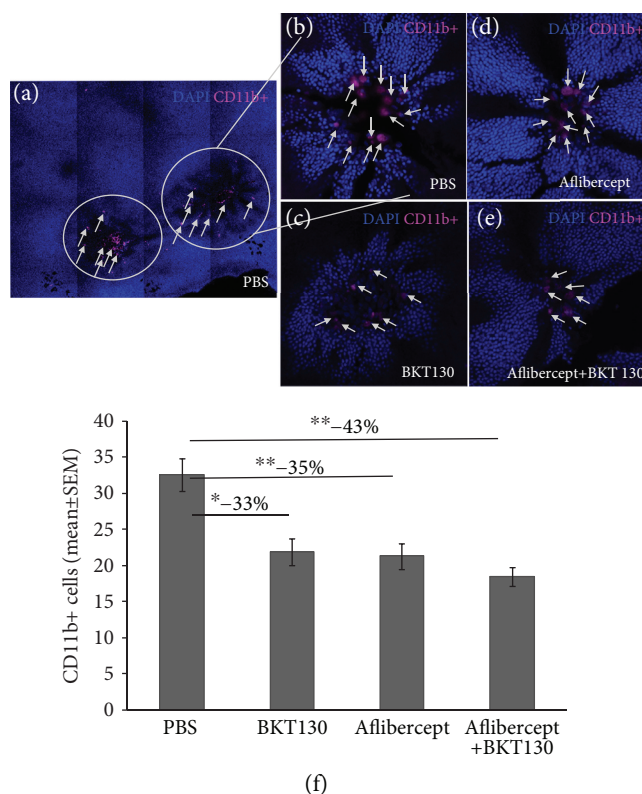 (a)
DAPI CD11b+
PBS
(b)
DAPI CD11b+
PBS
(d)
DAPI CD11b+
Aflibercept
(c)
DAPI CD11b+
BKT130
(e)
DAPI CD11b+
Aflibercept+BKT 130
CD11b+ cells (mean±SEM)
40
35
30
25
20
15
10
5
0
**−43%
**−35%
*−33%
PBS
BKT130
Aflibercept
Aflibercept
+BKT130
(f)